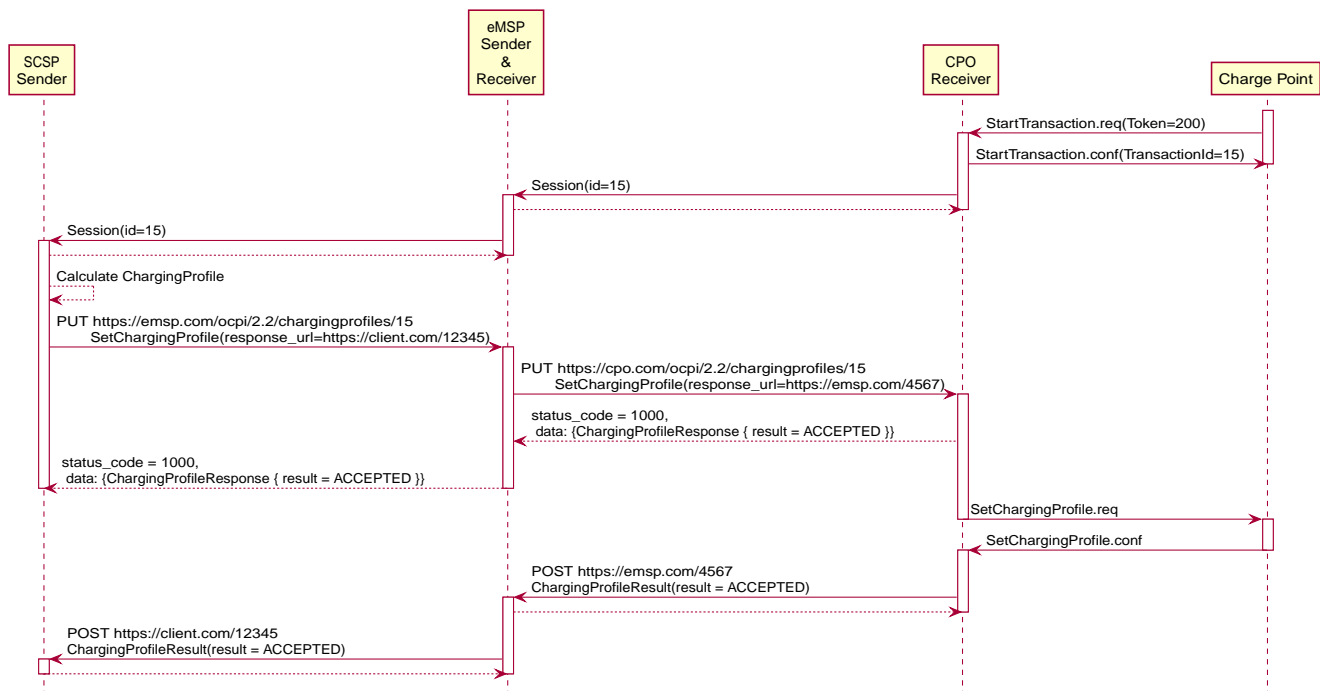 eMSP
Sender
&
Receiver
SCSP
Sender
CPO
Receiver
Charge Point
StartTransaction.req(Token=200)
StartTransaction.conf(TransactionId=15)
Session(id=15)
Session(id=15)
Calculate ChargingProfile
PUT https://emsp.com/ocpi/2.2/chargingprofiles/15
SetChargingProfile(response_url=https://client.com/12345)
PUT https://cpo.com/ocpi/2.2/chargingprofiles/15
SetChargingProfile(response_url=https://emsp.com/4567)
status_code = 1000,
data: {ChargingProfileResponse { result = ACCEPTED }}
status_code = 1000,
data: {ChargingProfileResponse { result = ACCEPTED }}
SetChargingProfile.req
SetChargingProfile.conf
POST https://emsp.com/4567
ChargingProfileResult(result = ACCEPTED)
POST https://client.com/12345
ChargingProfileResult(result = ACCEPTED)